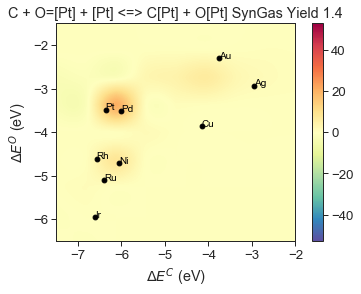 C + O=[Pt] + [Pt] <=> C[Pt] + O[Pt] SynGas Yield 1.4
−2
−3
−4
−5
−6
ΔE^O (eV)
Au
Ag
Pt
Pd
Cu
Rh
Ni
Ru
Ir
−7
−6
−5
−4
−3
−2
ΔE^C (eV)
40
20
0
−20
−40